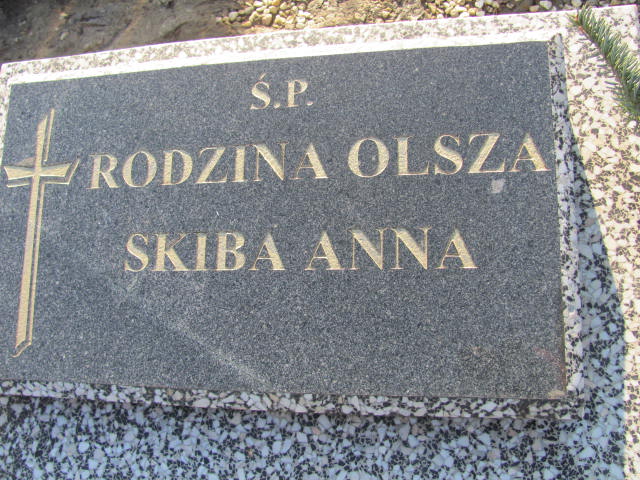 Ś.P.
RODZINA OLSZA
SKIBA ANNA